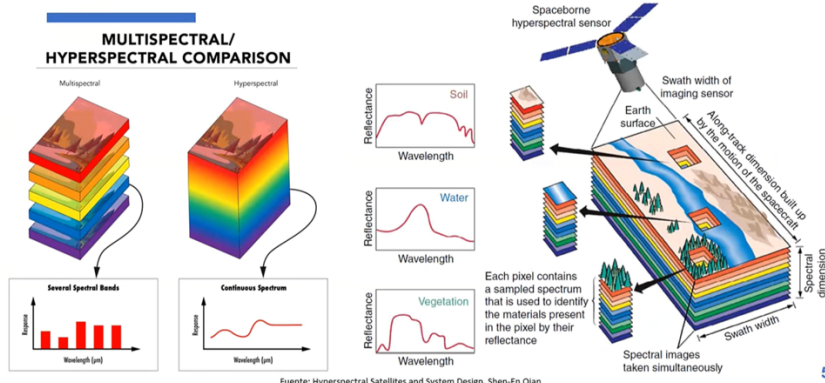 MULTISPECTRAL/
HYPERSPECTRAL COMPARISON
Multispectral
Hyperspectral
Several Spectral Bands
Response
Wavelength (μm)
Continuous Spectrum
Response
Wavelength (μm)
Soil
Reflectance
Wavelength
Water
Reflectance
Wavelength
Vegetation
Reflectance
Wavelength
Spaceborne
hyperspectral sensor
Swath width of
imaging sensor
Earth
surface
Along-track dimension built up
by the motion of the spacecraft
Each pixel contains
a sampled spectrum
that is used to identify
the materials present
in the pixel by their
reflectance
Spectral
dimension
Swath width
Spectral images
taken simultaneously
Fuente: Hyperspectral Satellites and System Design, Shen-En Qian